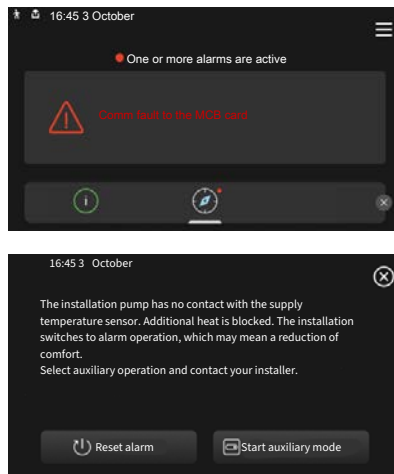 16:45 3 October
One or more alarms are active
Comm fault to the MCB card
16:45 3 October
The installation pump has no contact with the supply
temperature sensor. Additional heat is blocked. The installation
switches to alarm operation, which may mean a reduction of
comfort.
Select auxiliary operation and contact your installer.
Reset alarm
Start auxiliary mode